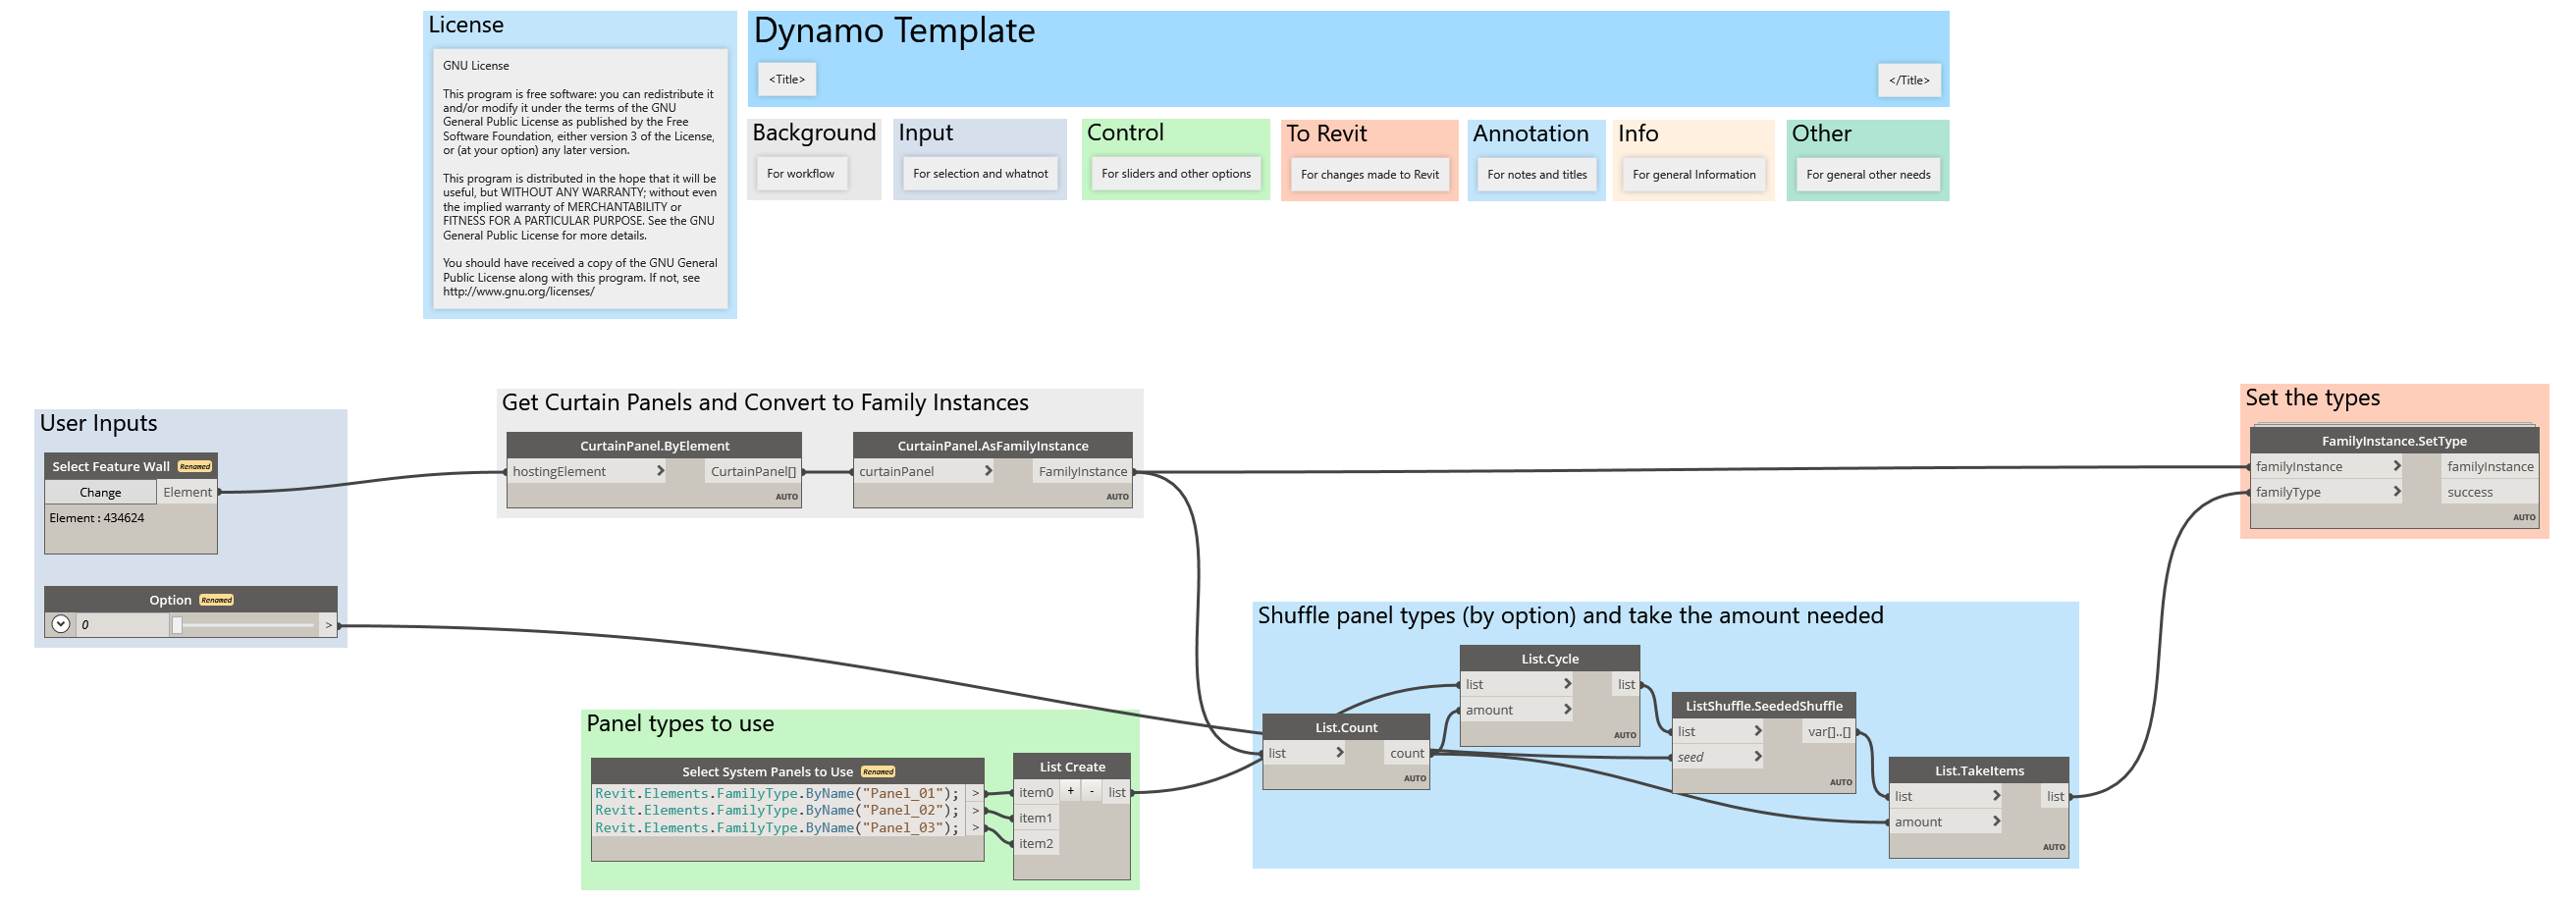 License
GNU License
This program is free software: you can redistribute it
and/or modify it under the terms of the GNU
General Public License as published by the Free
Software Foundation, either version 3 of the License,
or (at your option) any later version.
This program is distributed in the hope that it will be
useful, but WITHOUT ANY WARRANTY; without even
the implied warranty of MERCHANTABILITY or
FITNESS FOR A PARTICULAR PURPOSE. See the GNU
General Public License for more details.
You should have received a copy of the GNU General
Public License along with this program. If not, see
http://www.gnu.org/licenses/
Dynamo Template
<Title>
</Title>
Background
For workflow
Input
For selection and whatnot
Control
For sliders and other options
To Revit
For changes made to Revit
Annotation
For notes and titles
Info
For general Information
Other
For general other needs
User Inputs
Select Feature Wall Renamed
Change Element
Element : 434624
Option Renamed
0 >
Get Curtain Panels and Convert to Family Instances
CurtainPanel.ByElement
hostingElement > CurtainPanel[]
AUTO
CurtainPanel.AsFamilyInstance
curtainPanel > FamilyInstance
AUTO
Panel types to use
Select System Panels to Use Renamed
Revit.Elements.FamilyType.ByName("Panel_01"); >
Revit.Elements.FamilyType.ByName("Panel_02"); >
Revit.Elements.FamilyType.ByName("Panel_03"); >
List Create
item0 + - list
item1
item2
Shuffle panel types (by option) and take the amount needed
List.Count
list > count
AUTO
List.Cycle
list > list
amount >
AUTO
ListShuffle.SeededShuffle
list > var[]..[]
seed >
AUTO
List.TakeItems
list > list
amount >
AUTO
Set the types
FamilyInstance.SetType
familyInstance > familyInstance
familyType > success
AUTO